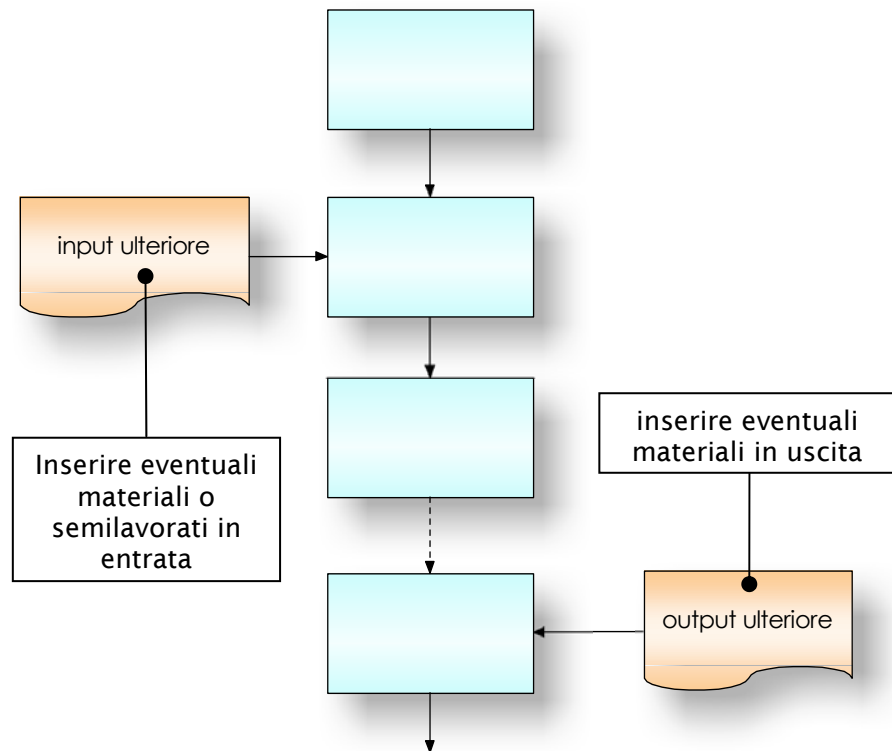 input ulteriore
Inserire eventuali
materiali o
semilavorati in
entrata
inserire eventuali
materiali in uscita
output ulteriore